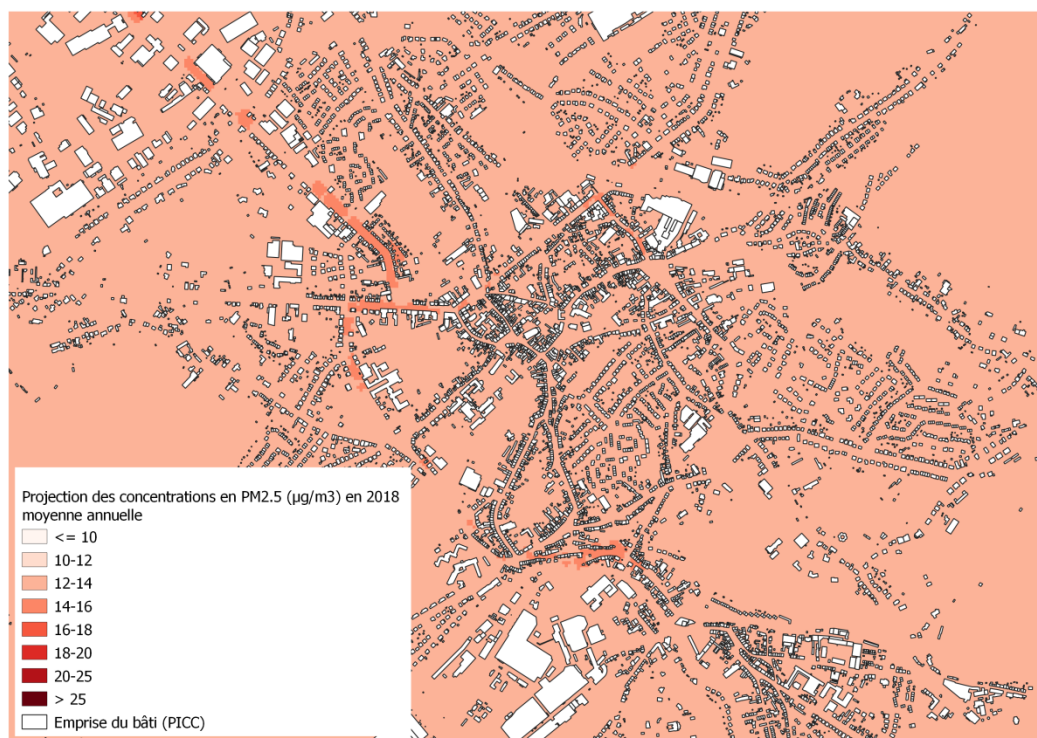 Projection des concentrations en PM2.5 (µg/m3) en 2018
moyenne annuelle
<= 10
10-12
12-14
14-16
16-18
18-20
20-25
> 25
Emprise du bâti (PICC)